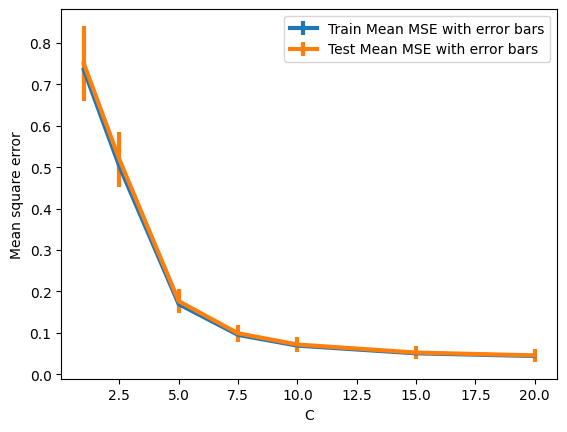 Train Mean MSE with error bars
Test Mean MSE with error bars
Mean square error
0.8
0.7
0.6
0.5
0.4
0.3
0.2
0.1
0.0
2.5 5.0 7.5 10.0 12.5 15.0 17.5 20.0
C